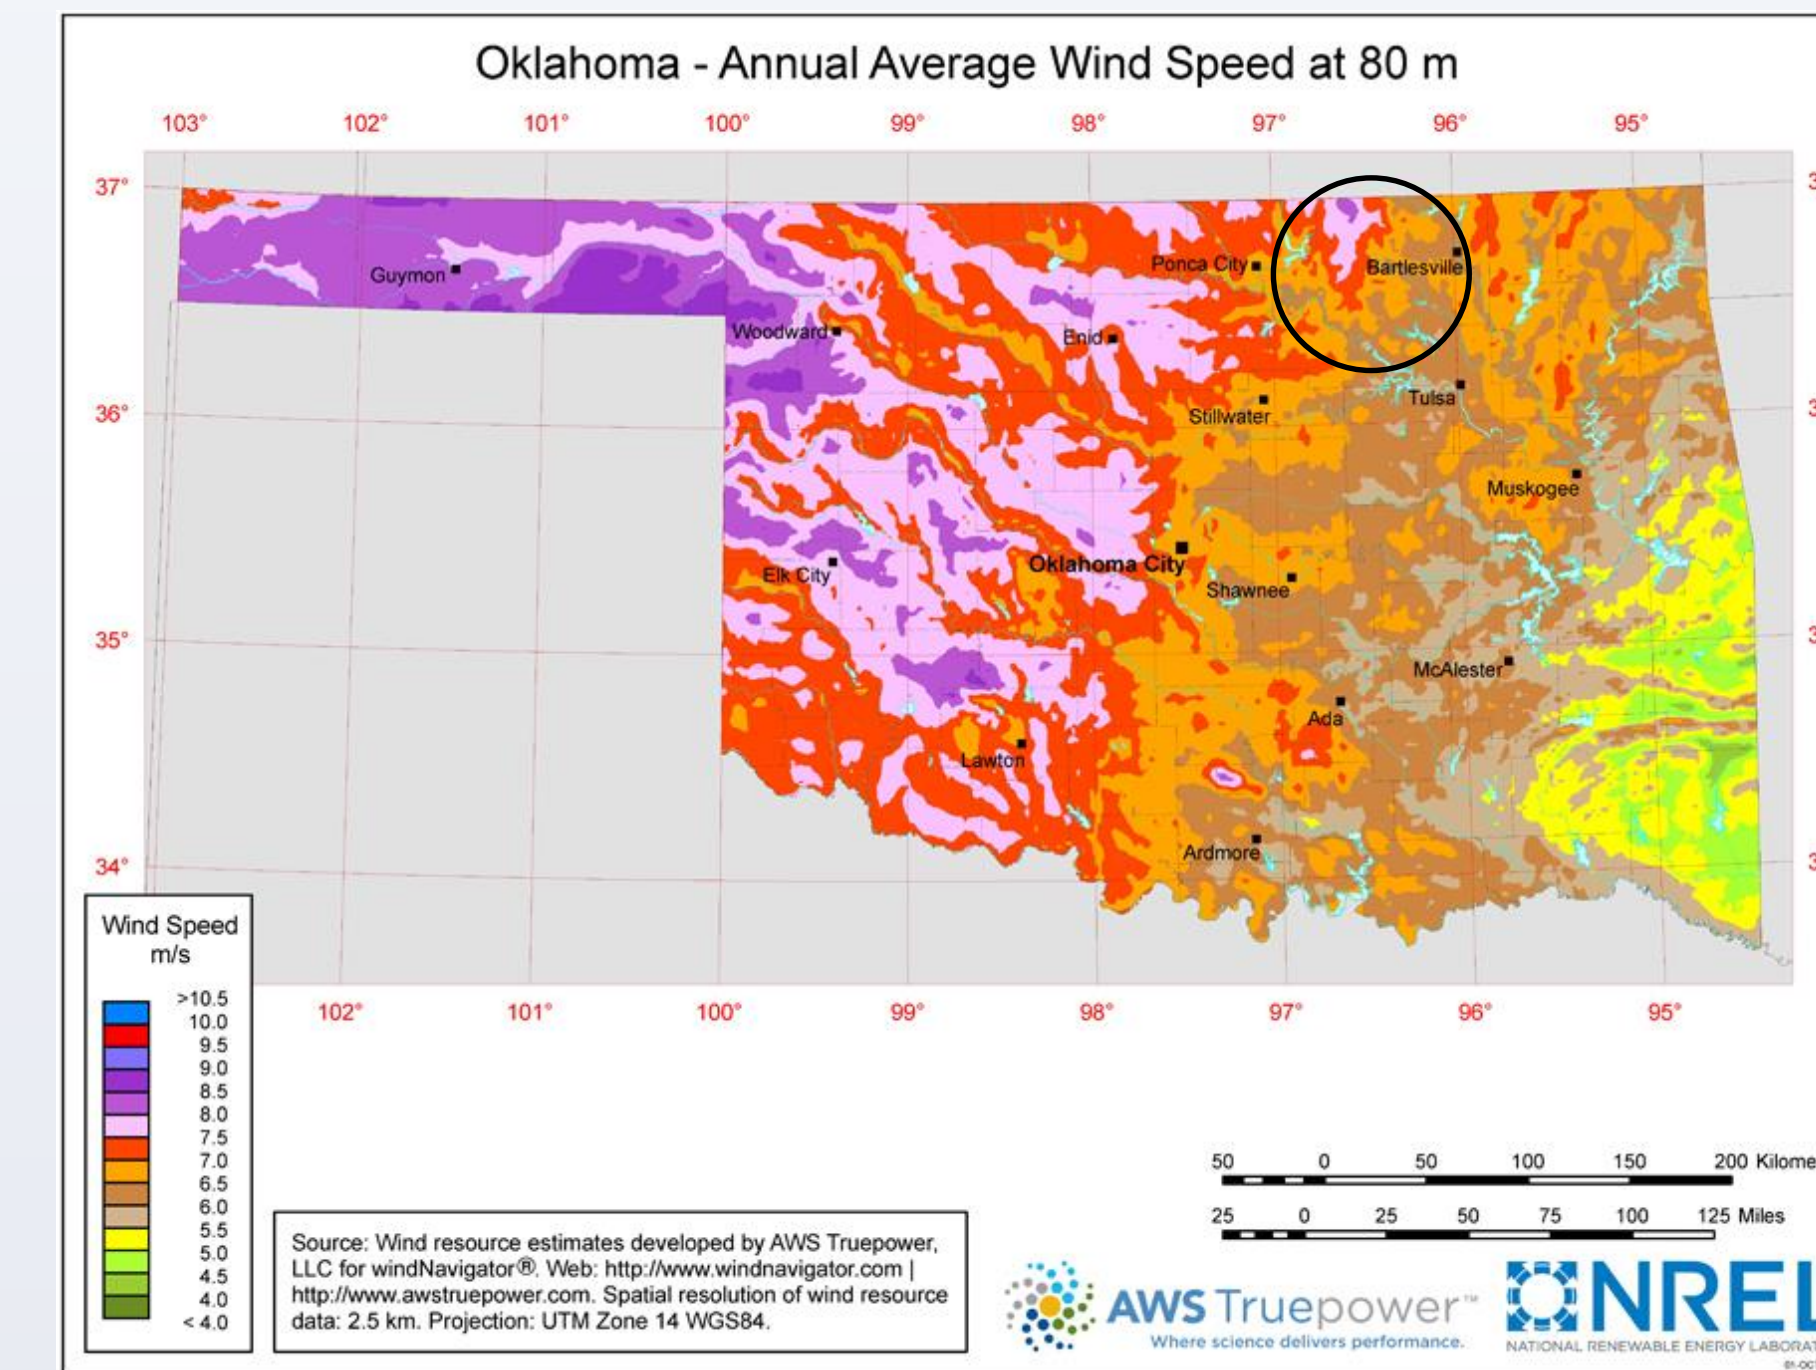 Oklahoma - Annual Average Wind Speed at 80 m
103° 102° 101° 100° 99° 98° 97° 96° 95°
37°
36°
35°
34°
Guymon
Woodward
Enid
Ponca City
Bartlesville
Stillwater
Tulsa
Muskogee
Elk City
Oklahoma City
Shawnee
McAlester
Ada
Lawton
Ardmore
102° 101° 100° 99° 98° 97° 96° 95°
Wind Speed
m/s
>10.5
10.0
9.5
9.0
8.5
8.0
7.5
7.0
6.5
6.0
5.5
5.0
4.5
4.0
< 4.0
Source: Wind resource estimates developed by AWS Truepower,
LLC for windNavigator®. Web: http://www.windnavigator.com |
http://www.awstruepower.com. Spatial resolution of wind resource
data: 2.5 km. Projection: UTM Zone 14 WGS84.
50 0 50 100 150 200 Kilome
25 0 25 50 75 100 125 Miles
AWS Truepower™
Where science delivers performance.
NREL
NATIONAL RENEWABLE ENERGY LABORAT